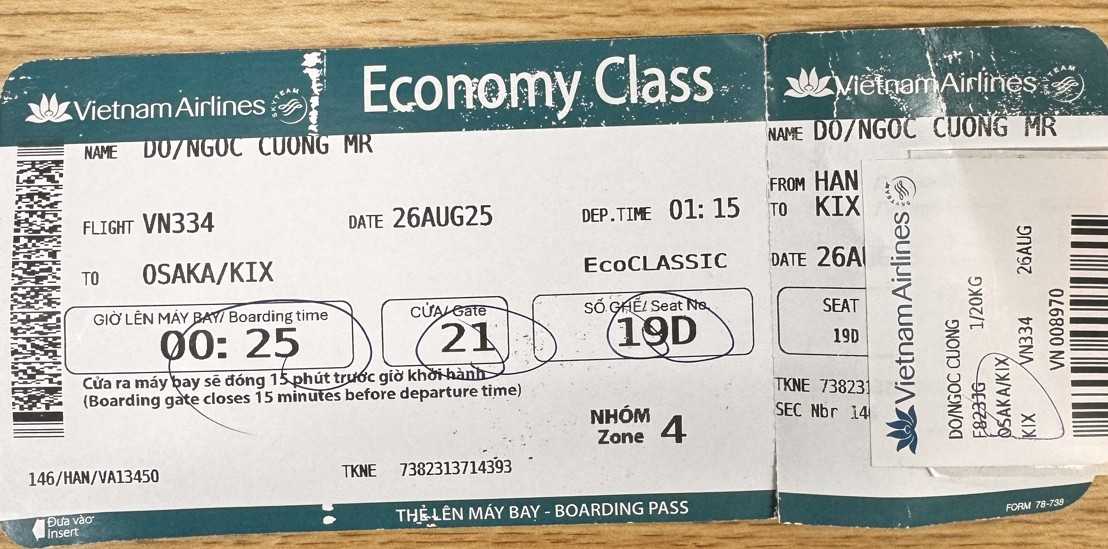 Vietnam Airlines
SKYTEAM
Economy Class
NAME DO/NGOC CUONG MR
FLIGHT VN334 DATE 26AUG25 DEP.TIME 01:15
TO OSAKA/KIX EcoCLASSIC
GIỜ LÊN MÁY BAY/ Boarding time
00:25
CỬA/ Gate
21
SỐ GHẾ/ Seat No.
19D
Cửa ra máy bay sẽ đóng 15 phút trước giờ khởi hành
(Boarding gate closes 15 minutes before departure time)
NHÓM
Zone 4
146/HAN/VA13450 TKNE 7382313714393
Đưa vào
Insert
THẺ LÊN MÁY BAY - BOARDING PASS
Vietnam Airlines
SKYTEAM
NAME DO/NGOC CUONG MR
FROM HAN
TO KIX
DATE 26A
SEAT
19D
TKNE 73823
SEC Nbr 14
FORM 78-738
Vietnam Airlines
SKYTEAM
DO/NGOC CUONG
1/20KG
OSAKA/KIX
KIX VN334 26AUG
VN 008970